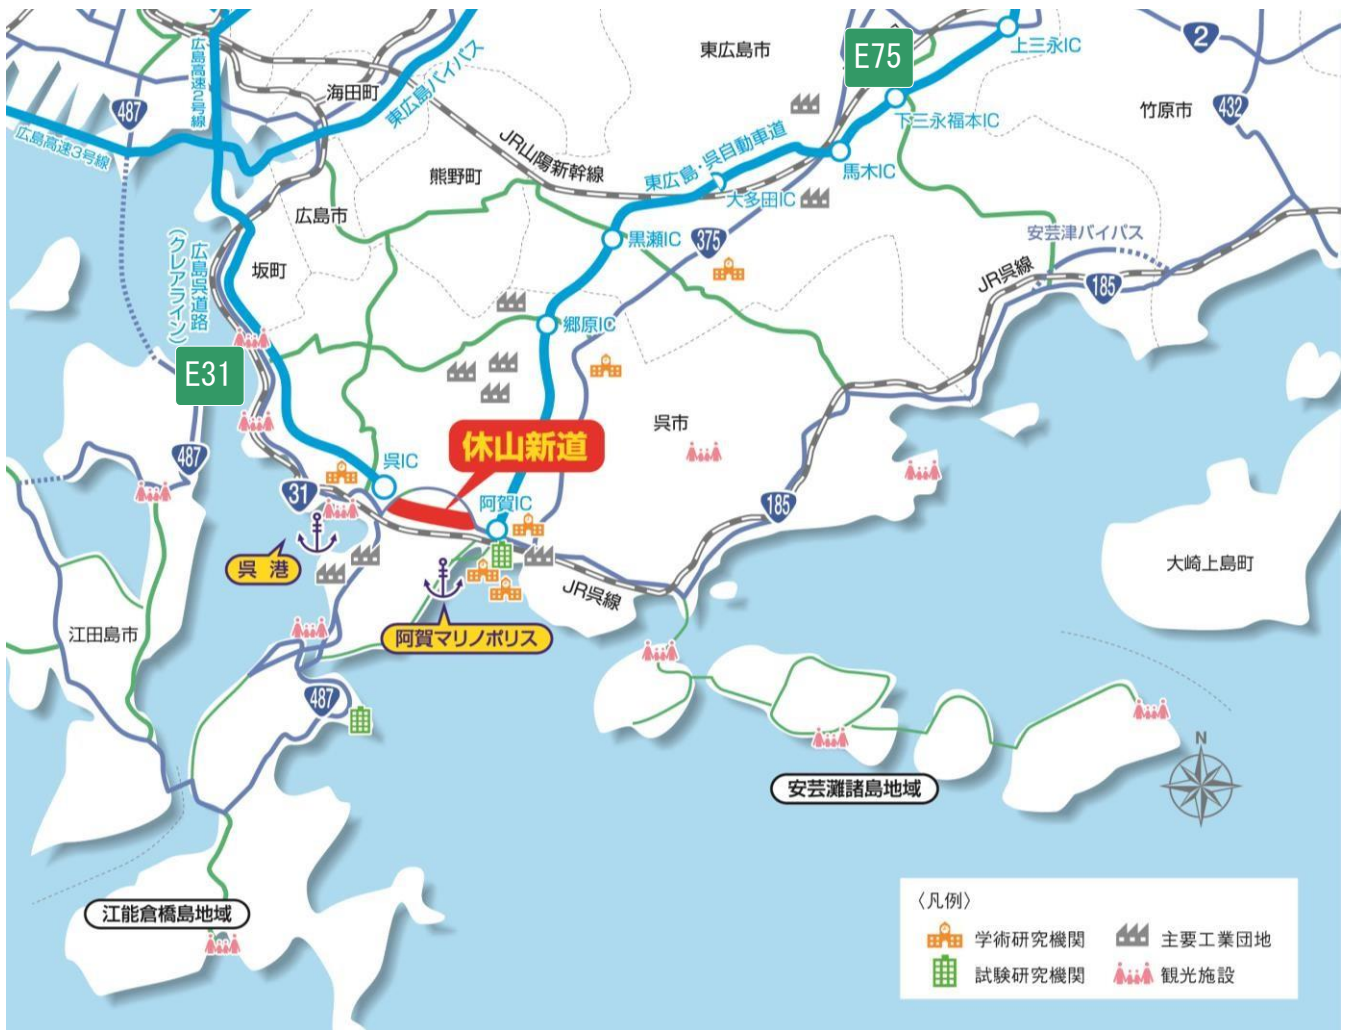 上三永IC
2
東広島市
E75
広島高速2号線
海田町
東広島バイパス
竹原市
432
487
下三永福本IC
広島高速3号線
JR山陽新幹線
東広島・呉自動車道
馬木IC
熊野町
大多田IC
広島市
安芸津バイパス
黒瀬IC
375
広島呉道路
(クレアライン)
坂町
JR呉線
185
郷原IC
E31
呉市
休山新道
487
呉IC
31
阿賀IC
185
呉港
大崎上島町
JR呉線
江田島市
阿賀マリノポリス
487
N
安芸灘諸島地域
江能倉橋島地域
〈凡例〉
学術研究機関
主要工業団地
試験研究機関
観光施設